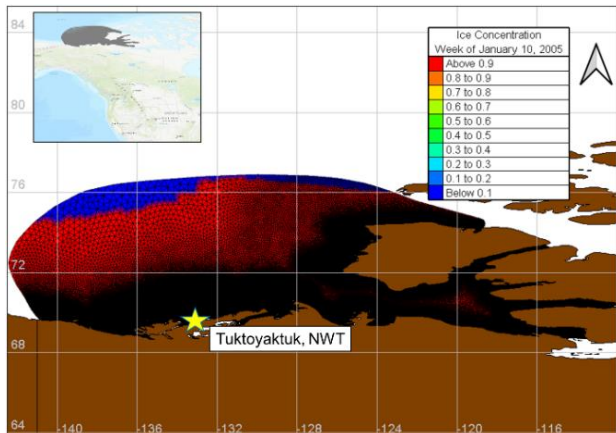 84
80
76
72
68
64
-140
-136
-132
-128
-124
-120
-116
Ice Concentration
Week of January 10, 2005
Above 0.9
0.8 to 0.9
0.7 to 0.8
0.6 to 0.7
0.5 to 0.6
0.4 to 0.5
0.3 to 0.4
0.2 to 0.3
0.1 to 0.2
Below 0.1
Tuktoyaktuk, NWT